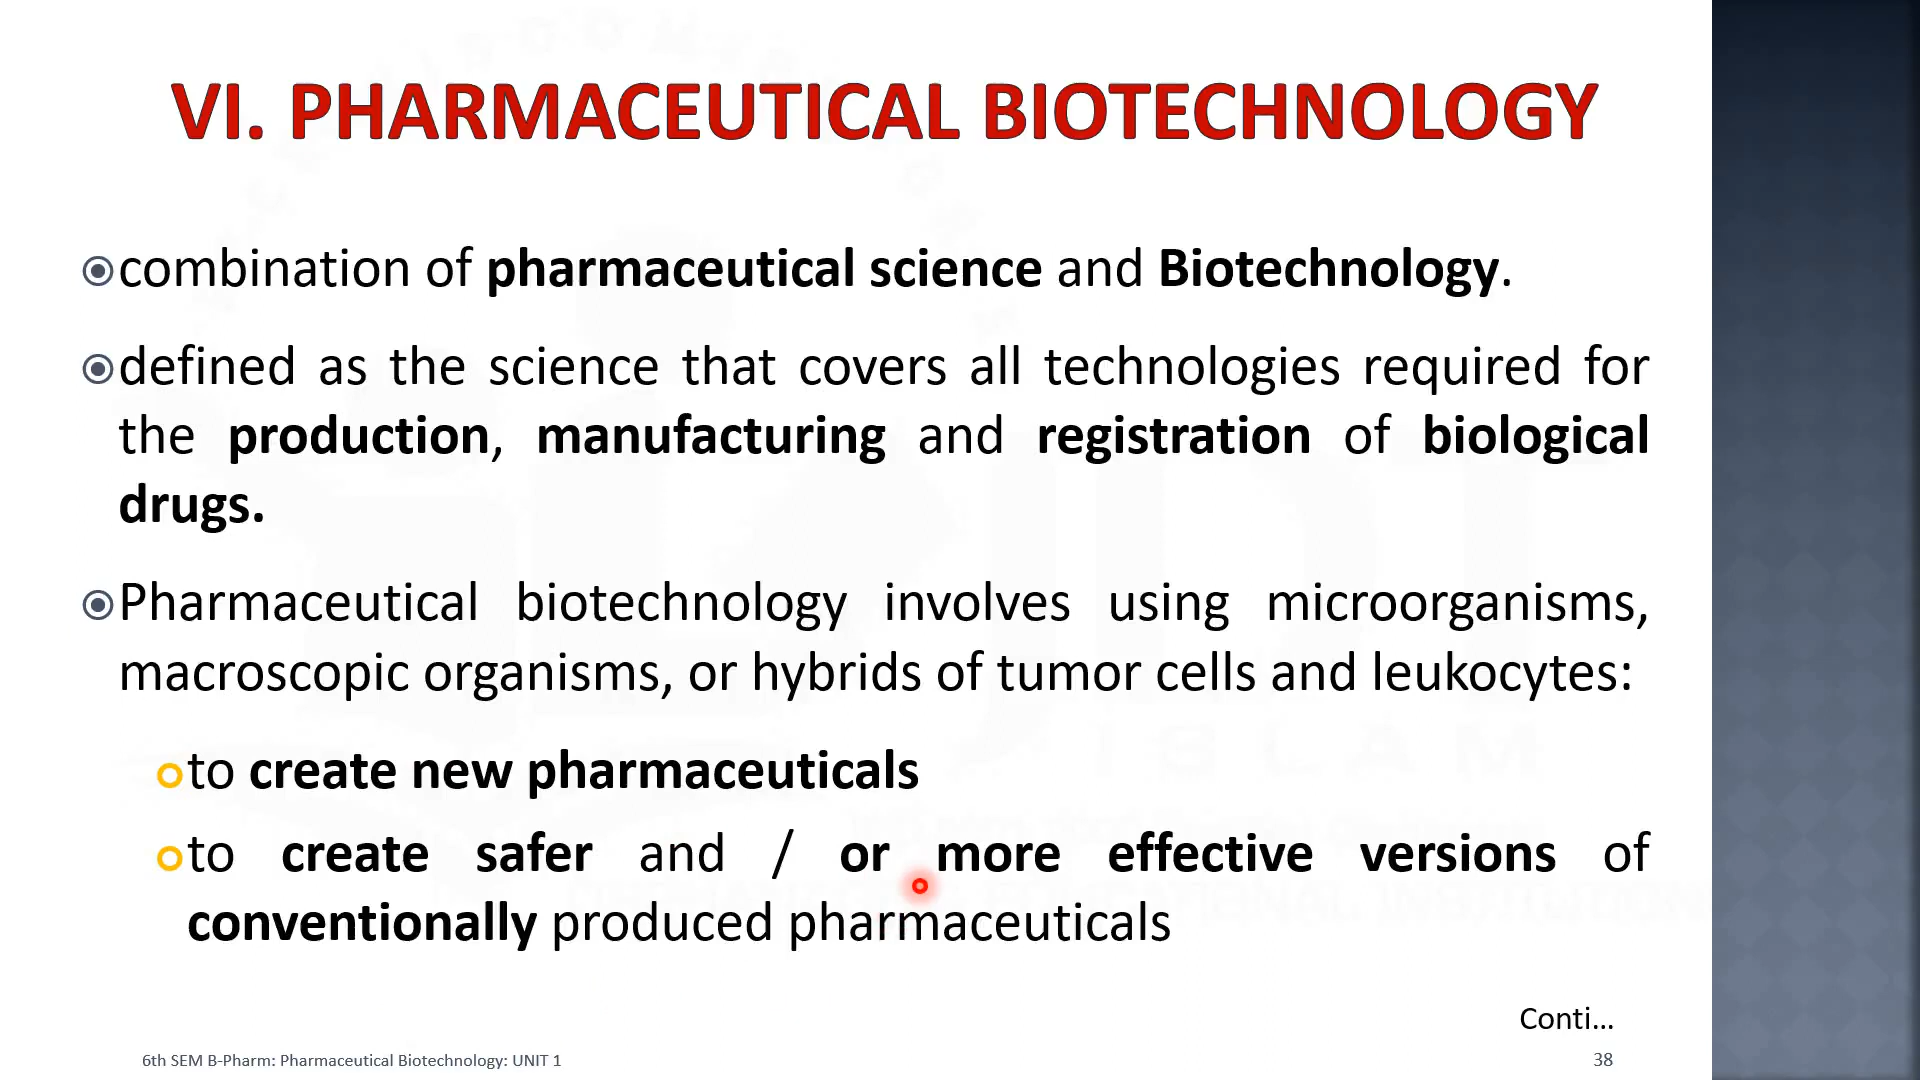 VI. PHARMACEUTICAL BIOTECHNOLOGY
combination of pharmaceutical science and Biotechnology.
defined as the science that covers all technologies required for
the production, manufacturing and registration of biological
drugs.
Pharmaceutical biotechnology involves using microorganisms,
macroscopic organisms, or hybrids of tumor cells and leukocytes:
to create new pharmaceuticals
to create safer and / or more effective versions of
conventionally produced pharmaceuticals
Conti...
6th SEM B-Pharm: Pharmaceutical Biotechnology: UNIT 1
38